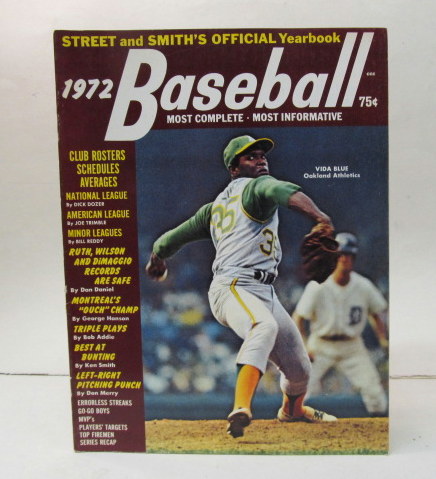 STREET and SMITH'S OFFICIAL Yearbook
1972 Baseball
75¢
MOST COMPLETE • MOST INFORMATIVE
CLUB ROSTERS
SCHEDULES
AVERAGES
NATIONAL LEAGUE
By DICK DOZER
AMERICAN LEAGUE
By JOE TRIMBLE
MINOR LEAGUES
By BILL REDDY
RUTH, WILSON
AND DiMAGGIO
RECORDS
ARE SAFE
By Dan Daniel
MONTREAL'S
"OUCH" CHAMP
By George Hanson
TRIPLE PLAYS
By Bob Addie
BEST AT
BUNTING
By Ken Smith
LEFT-RIGHT
PITCHING PUNCH
By Don Merry
ERRORLESS STREAKS
GO-GO BOYS
MVP's
PLAYERS' TARGETS
TOP FIREMEN
SERIES RECAP
VIDA BLUE
Oakland Athletics
35
35
D